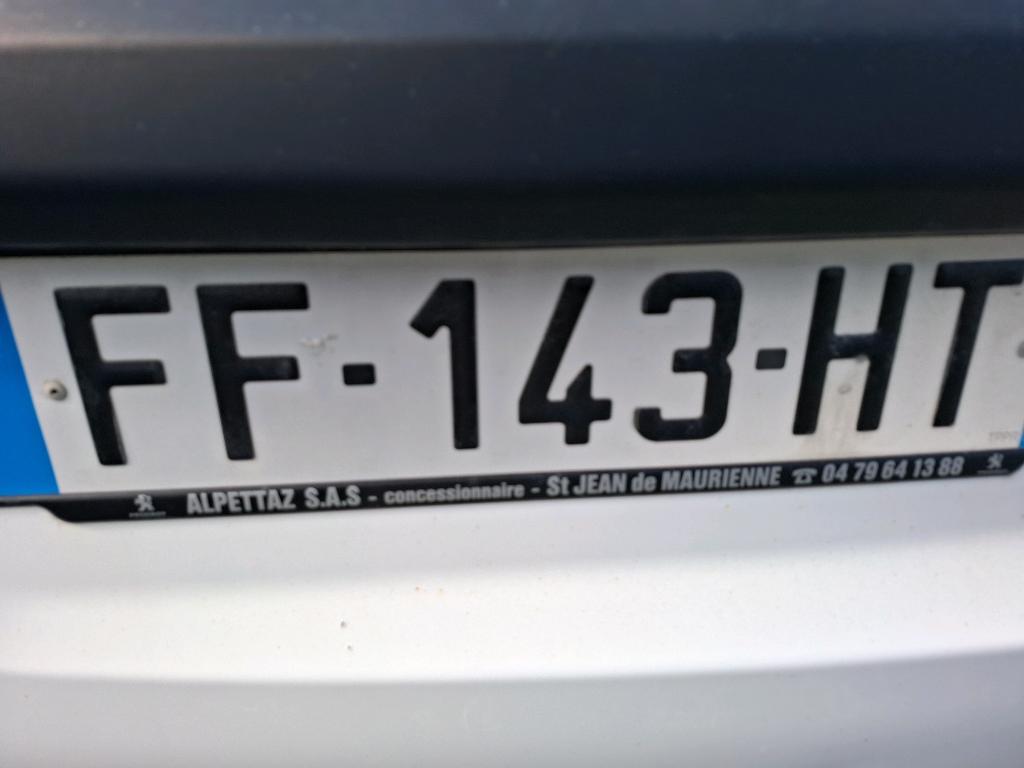 FF-143-HT
ALPETTAZ S.A.S - concessionnaire - St JEAN de MAURIENNE ☎ 04 79 64 13 88